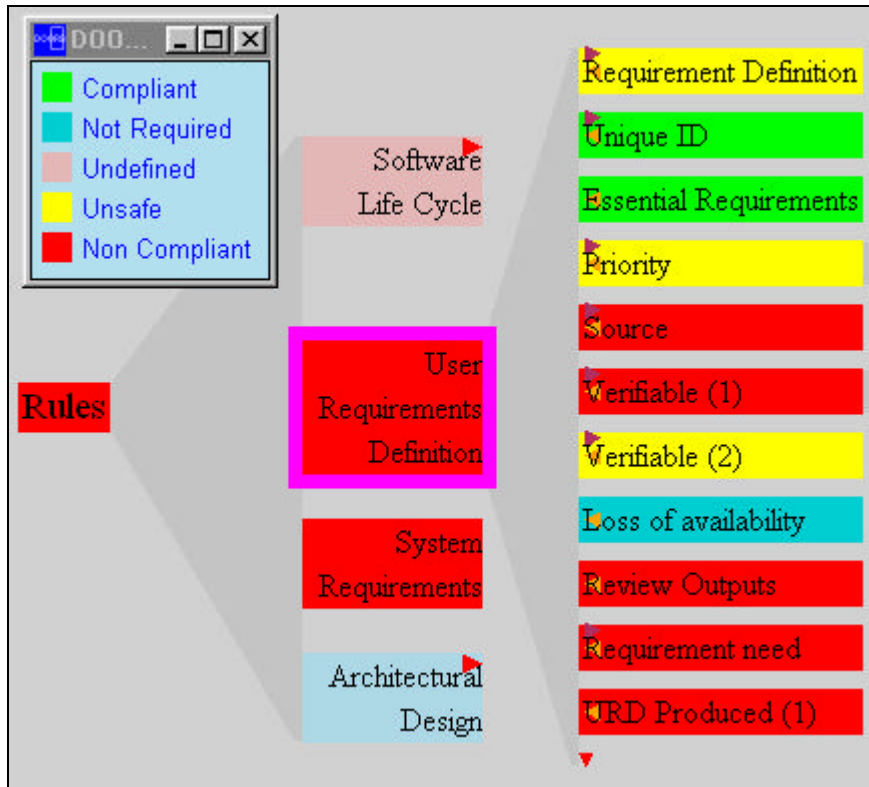 DOO...
Compliant
Not Required
Undefined
Unsafe
Non Compliant
Rules
Software
Life Cycle
User
Requirements
Definition
System
Requirements
Architectural
Design
Requirement Definition
Unique ID
Essential Requirements
Priority
Source
Verifiable (1)
Verifiable (2)
Loss of availability
Review Outputs
Requirement need
URD Produced (1)